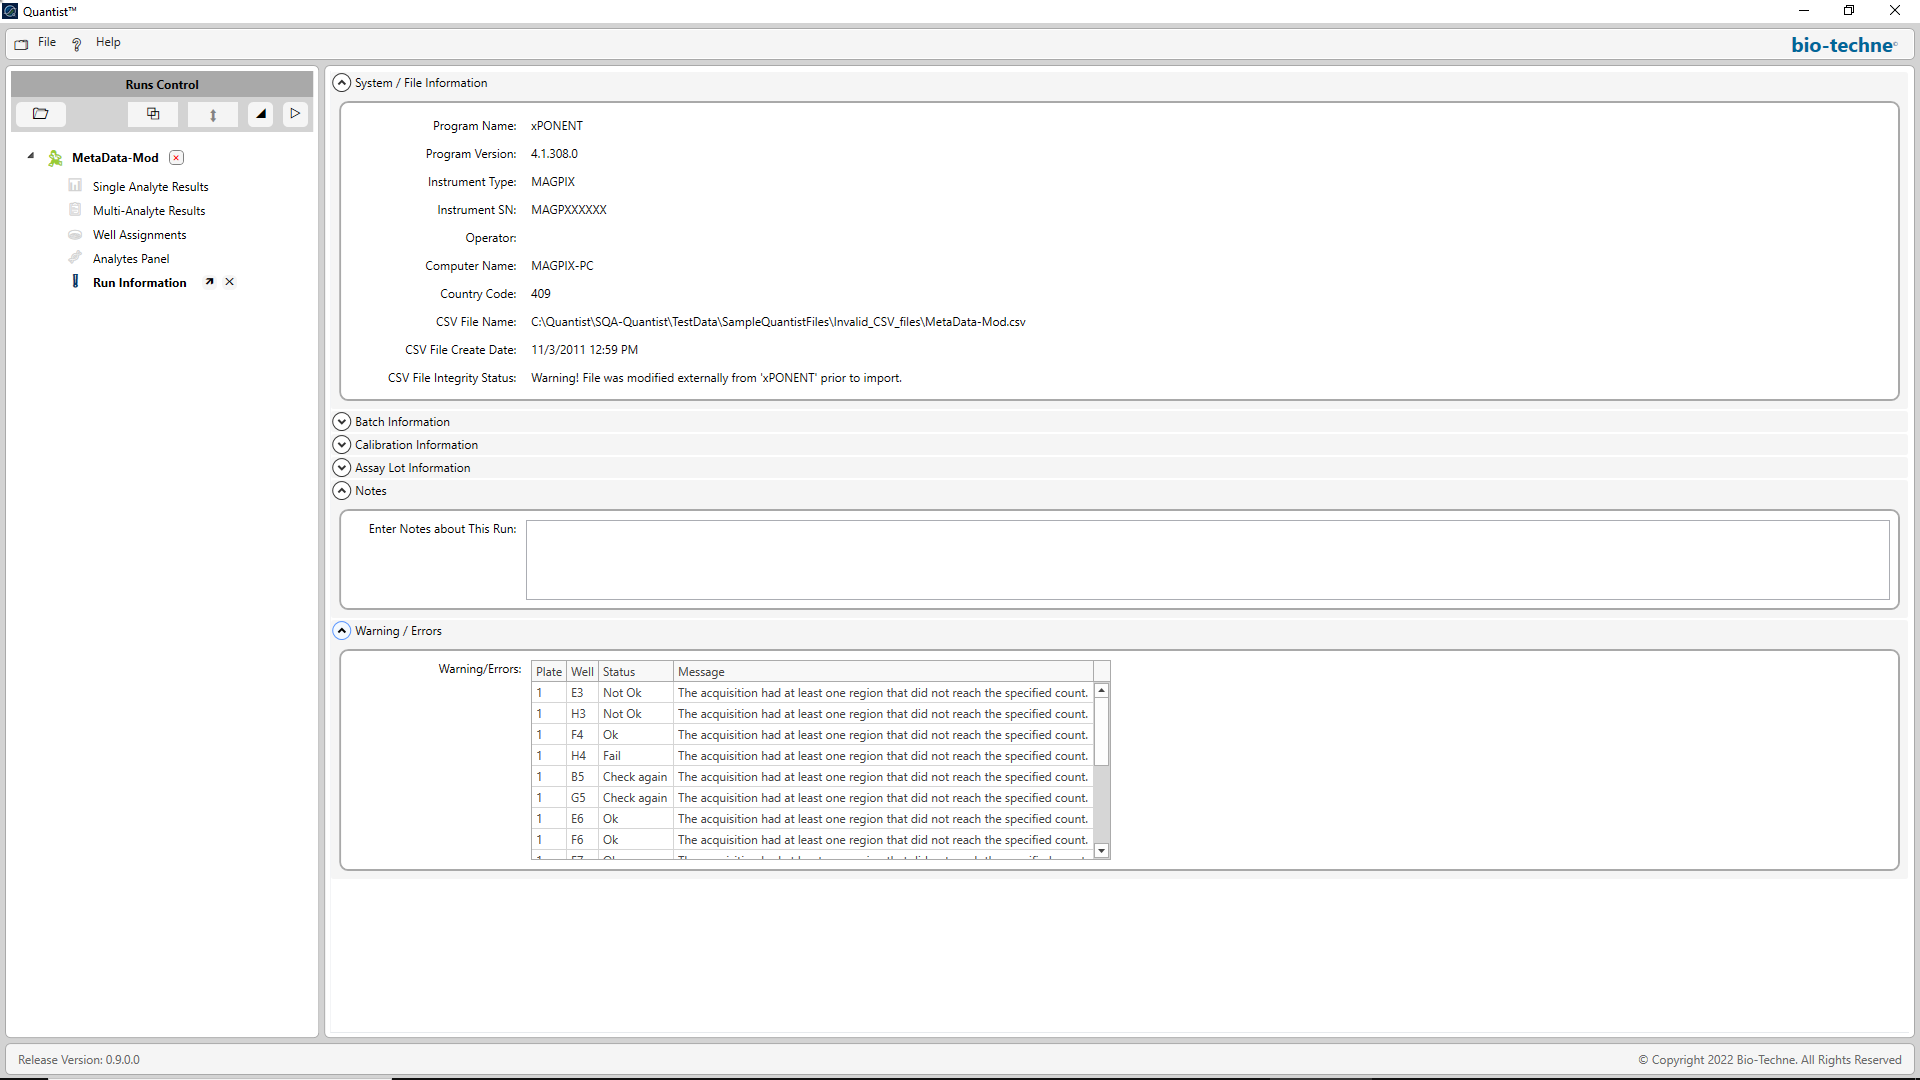 Quantist™
File
Help
bio-techne®
Runs Control
MetaData-Mod
Single Analyte Results
Multi-Analyte Results
Well Assignments
Analytes Panel
Run Information
System / File Information
Program Name: xPONENT
Program Version: 4.1.308.0
Instrument Type: MAGPIX
Instrument SN: MAGPXXXXXX
Operator:
Computer Name: MAGPIX-PC
Country Code: 409
CSV File Name: C:\Quantist\SQA-Quantist\TestData\SampleQuantistFiles\Invalid_CSV_files\MetaData-Mod.csv
CSV File Create Date: 11/3/2011 12:59 PM
CSV File Integrity Status: Warning! File was modified externally from 'xPONENT' prior to import.
Batch Information
Calibration Information
Assay Lot Information
Notes
Enter Notes about This Run:
Warning / Errors
Warning/Errors:
Plate Well Status Message
1 E3 Not Ok The acquisition had at least one region that did not reach the specified count.
1 H3 Not Ok The acquisition had at least one region that did not reach the specified count.
1 F4 Ok The acquisition had at least one region that did not reach the specified count.
1 H4 Fail The acquisition had at least one region that did not reach the specified count.
1 B5 Check again The acquisition had at least one region that did not reach the specified count.
1 G5 Check again The acquisition had at least one region that did not reach the specified count.
1 E6 Ok The acquisition had at least one region that did not reach the specified count.
1 F6 Ok The acquisition had at least one region that did not reach the specified count.
Release Version: 0.9.0.0
© Copyright 2022 Bio-Techne. All Rights Reserved